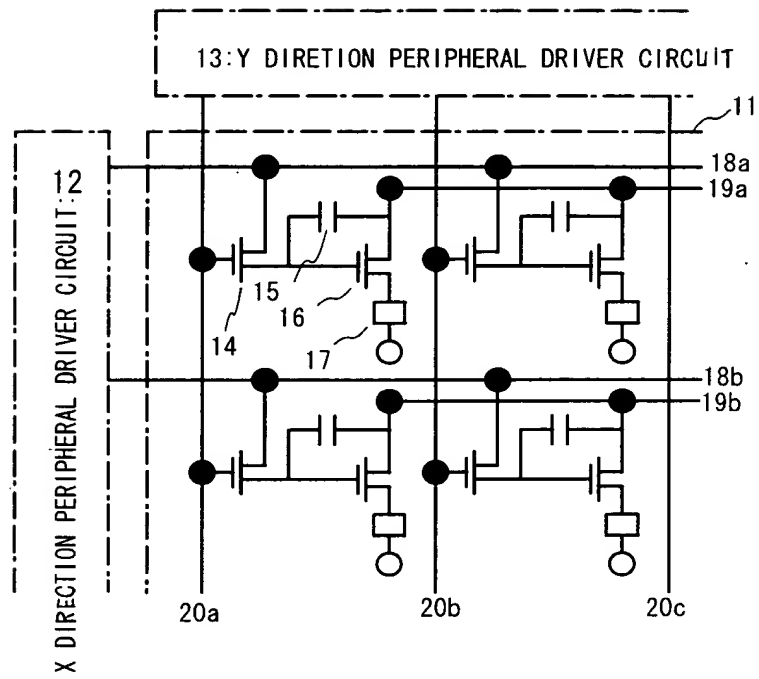 13:Y DIRETION PERIPHERAL DRIVER CIRCUIT
11
X DIRECTION PERIPHERAL DRIVER CIRCUIT:12
18a
19a
15
16
14
17
18b
19b
20a
20b
20c